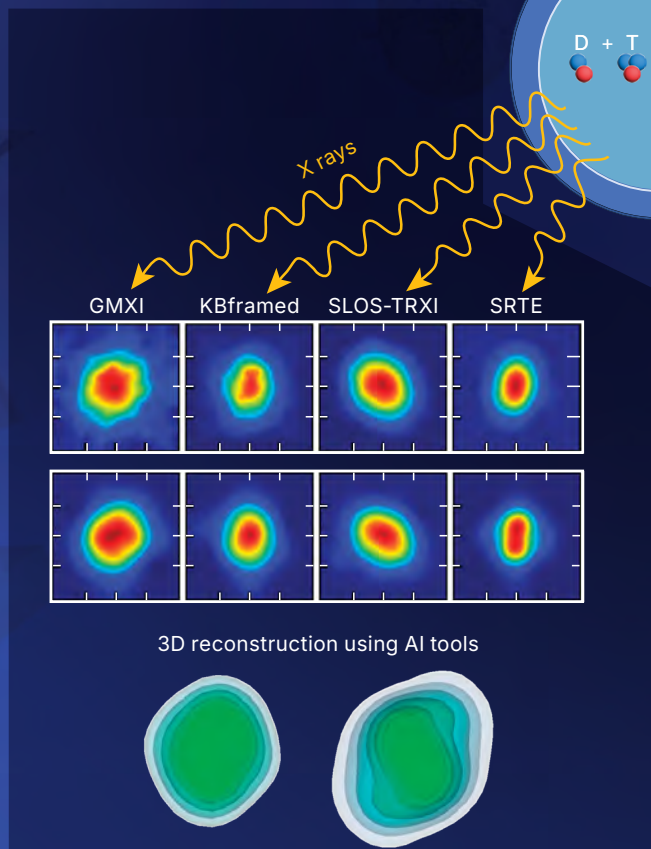 D + T
X rays
GMXI KBframed SLOS-TRXI SRTE
3D reconstruction using AI tools